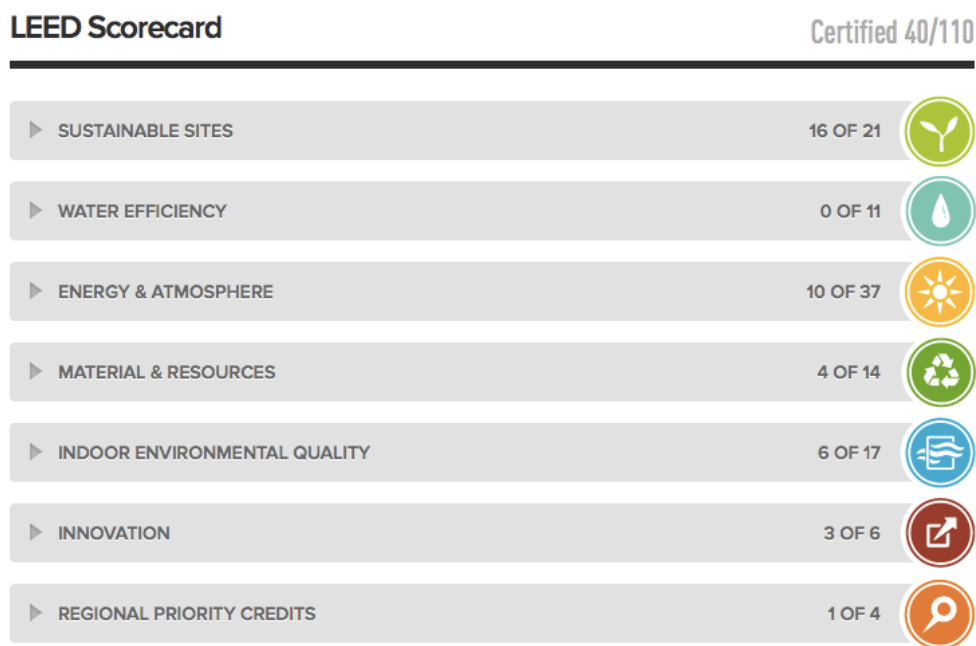 LEED Scorecard Certified 40/110
SUSTAINABLE SITES 16 OF 21
WATER EFFICIENCY 0 OF 11
ENERGY & ATMOSPHERE 10 OF 37
MATERIAL & RESOURCES 4 OF 14
INDOOR ENVIRONMENTAL QUALITY 6 OF 17
INNOVATION 3 OF 6
REGIONAL PRIORITY CREDITS 1 OF 4